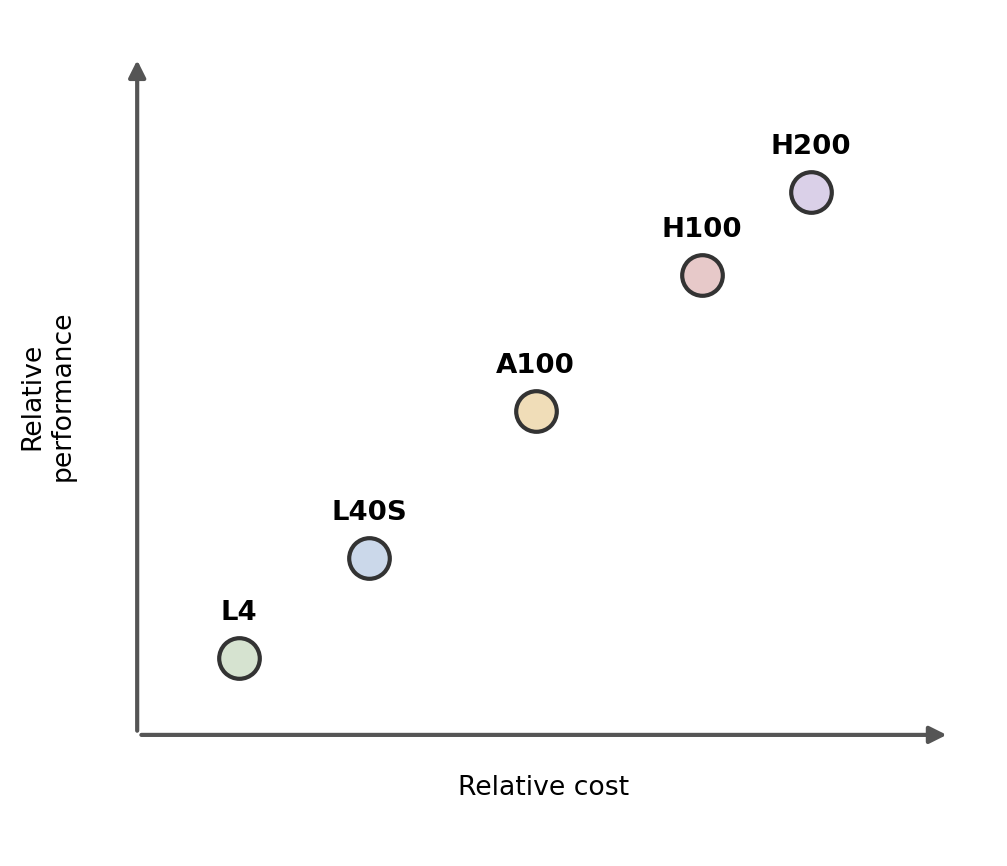 H200
H100
A100
L40S
L4
Relative
performance
Relative cost